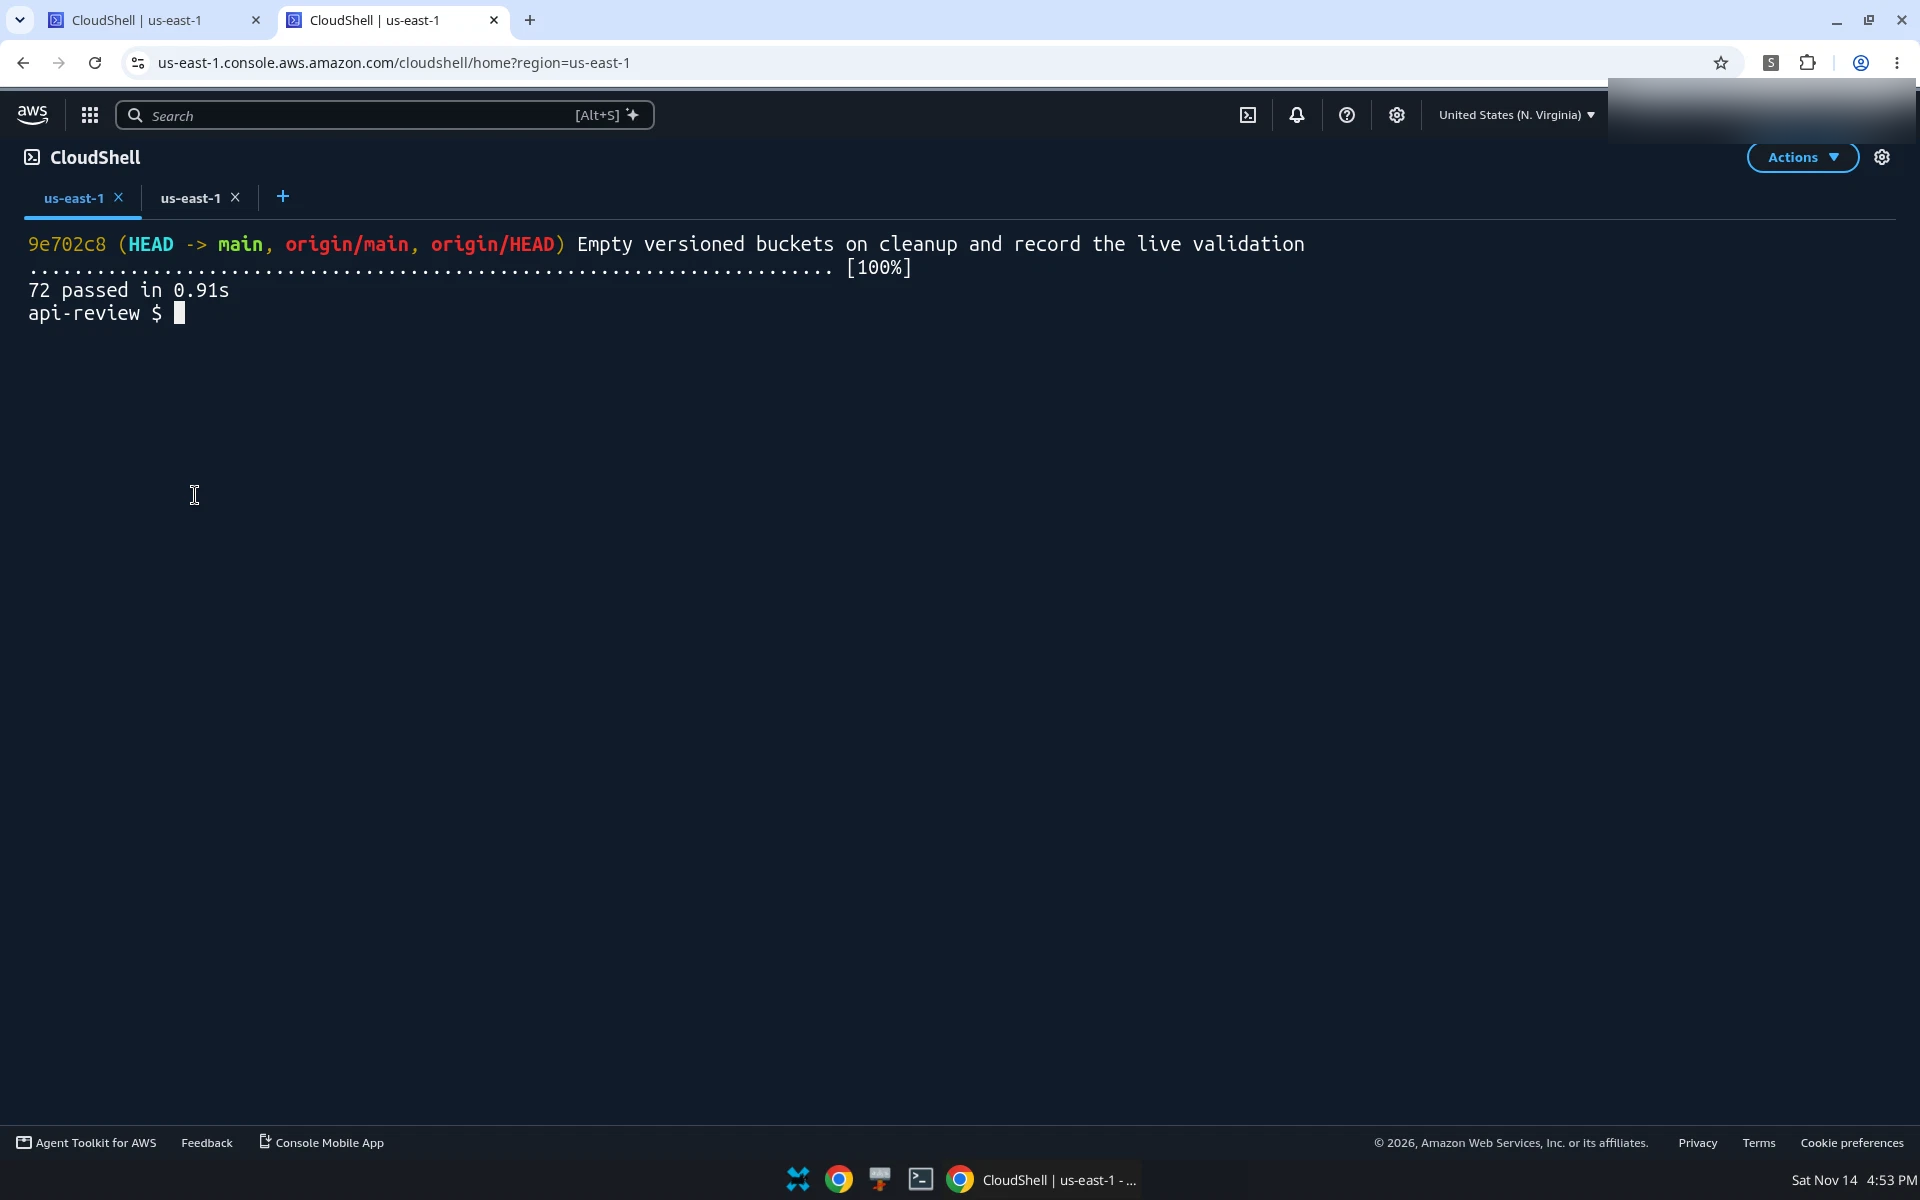 CloudShell | us-east-1
CloudShell | us-east-1
us-east-1.console.aws.amazon.com/cloudshell/home?region=us-east-1
S
aws
Search
[Alt+S]
United States (N. Virginia)
CloudShell
Actions
us-east-1
us-east-1
9e702c8 (HEAD -> main, origin/main, origin/HEAD) Empty versioned buckets on cleanup and record the live validation
........................................................................ [100%]
72 passed in 0.91s
api-review $
Agent Toolkit for AWS
Feedback
Console Mobile App
© 2026, Amazon Web Services, Inc. or its affiliates.
Privacy
Terms
Cookie preferences
CloudShell | us-east-1 - ...
Sat Nov 14 4:53 PM